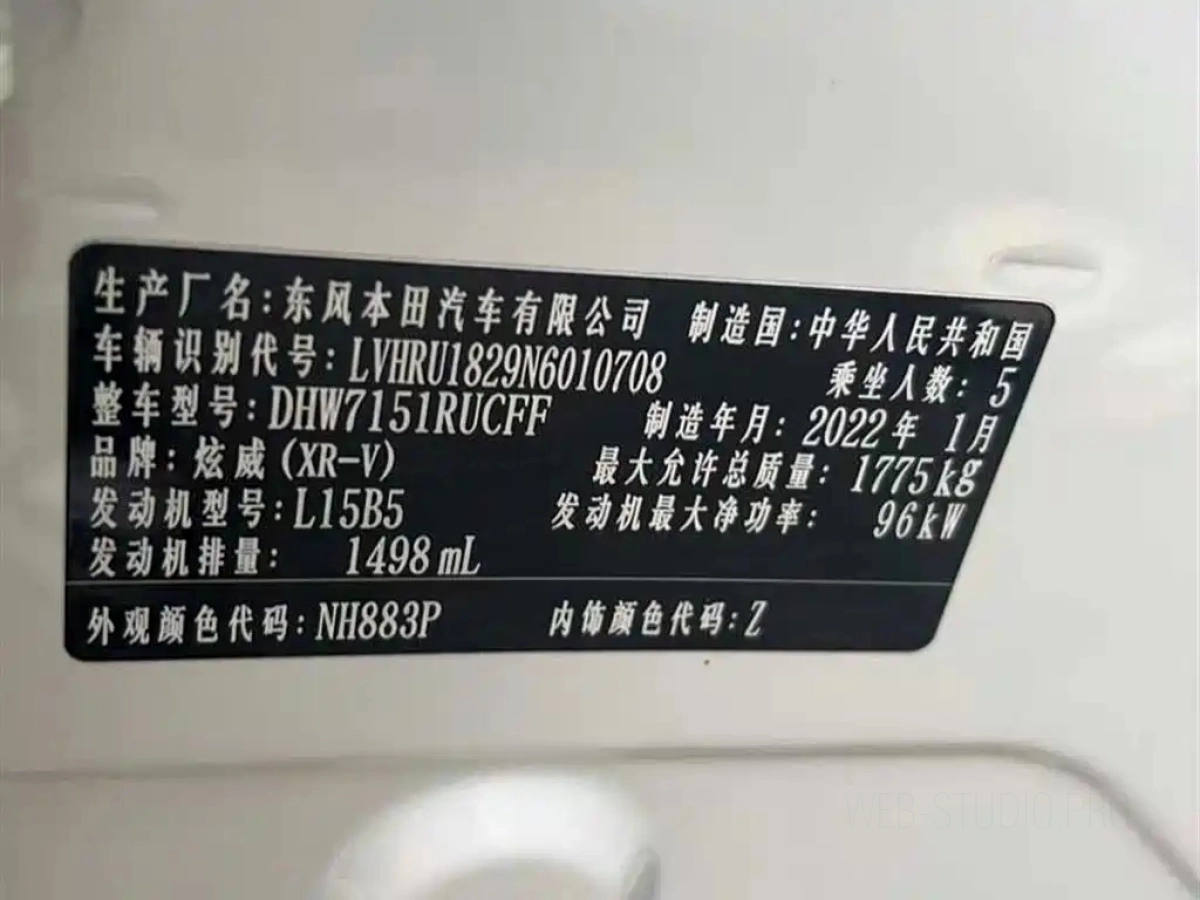 生产厂名：东风本田汽车有限公司 制造国：中华人民共和国
车辆识别代号：LVHRU1829N6010708 乘坐人数：5
整车型号：DHW7151RUCFF 制造年月：2022年 1月
品牌：炫威(XR-V) 最大允许总质量：1775kg
发动机型号：L15B5 发动机最大净功率：96kW
发动机排量：1498mL
外观颜色代码：NH883P 内饰颜色代码：Z
WEB-STUDIO.PRO